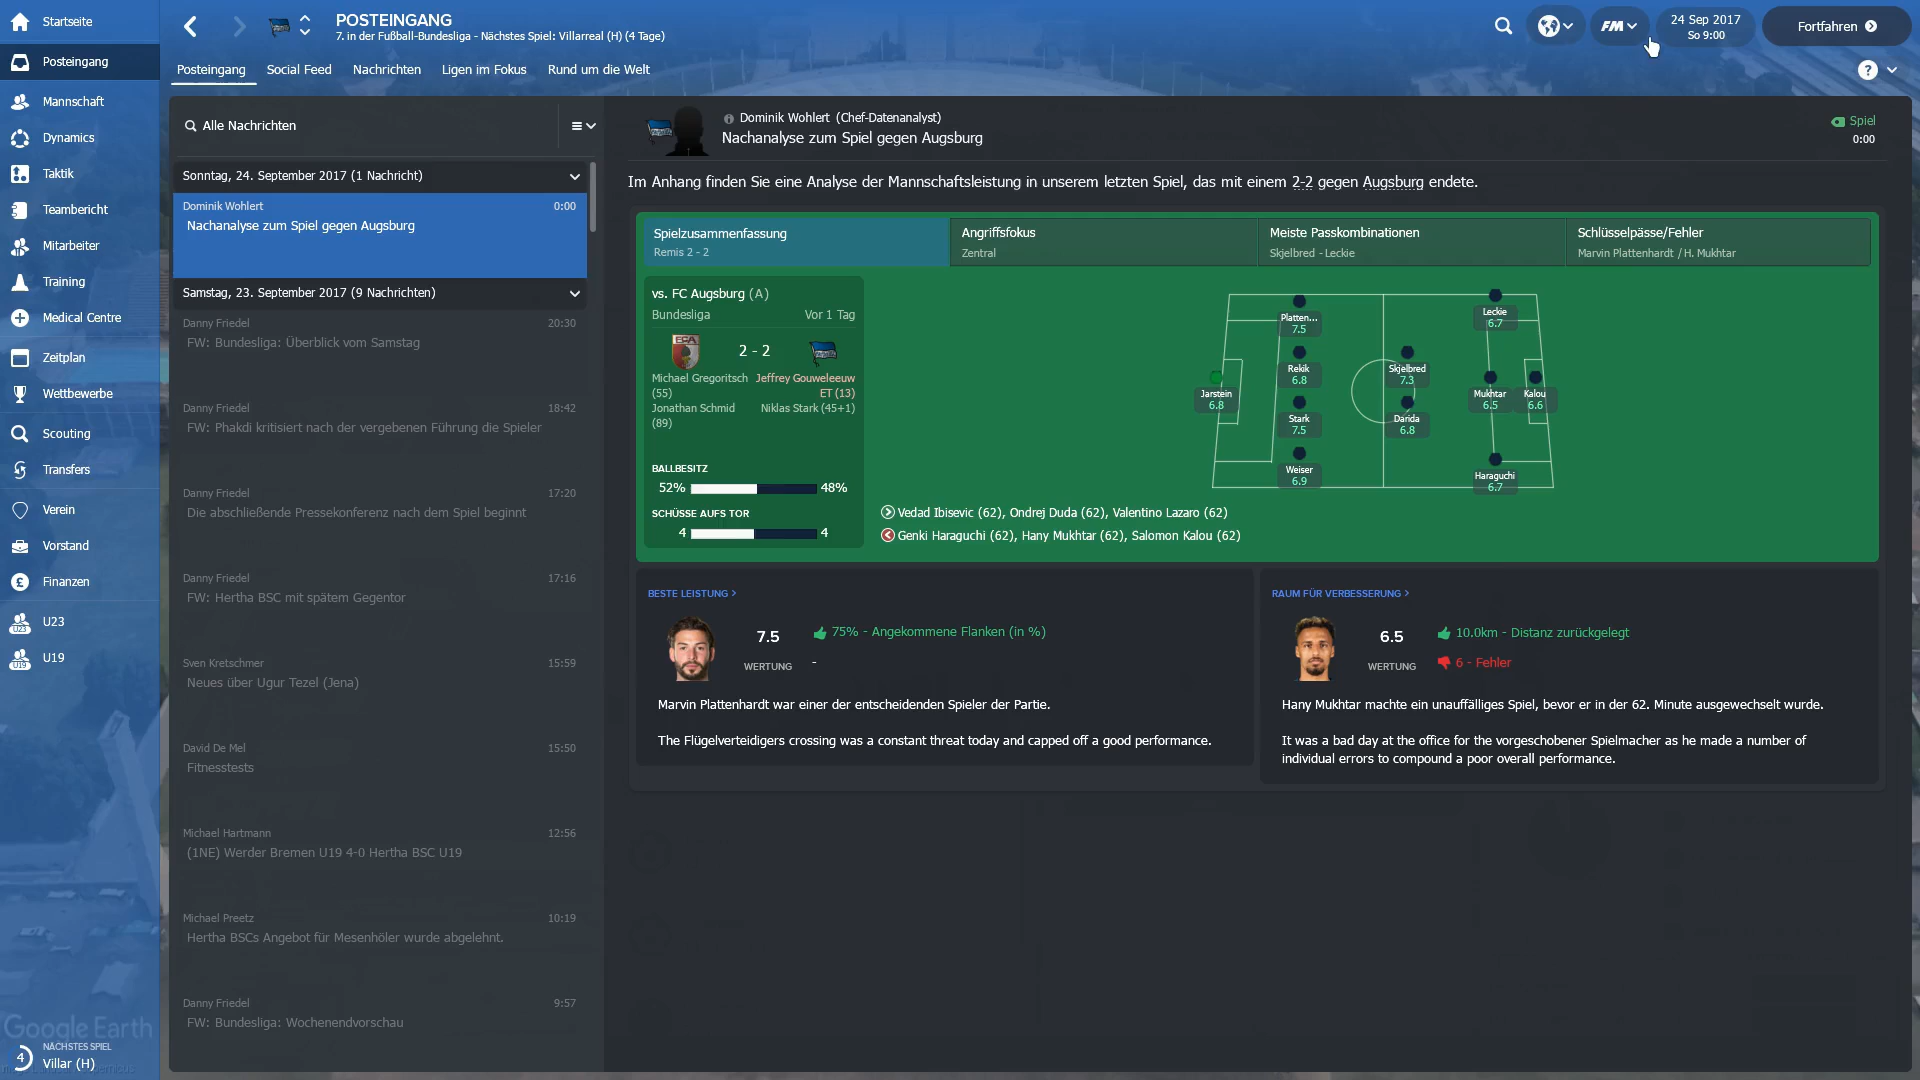 Startseite
Posteingang
Mannschaft
Dynamics
Taktik
Teambericht
Mitarbeiter
Training
Medical Centre
Zeitplan
Wettbewerbe
Scouting
Transfers
Verein
Vorstand
Finanzen
U23
U23
U19
U19
Google Earth
4
NÄCHSTES SPIEL
Villar (H)
POSTEINGANG
7. in der Fußball-Bundesliga - Nächstes Spiel: Villarreal (H) (4 Tage)
FM
24 Sep 2017
So 9:00
Fortfahren
Posteingang
Social Feed
Nachrichten
Ligen im Fokus
Rund um die Welt
?
Alle Nachrichten
Sonntag, 24. September 2017 (1 Nachricht)
Dominik Wohlert 0:00
Nachanalyse zum Spiel gegen Augsburg
Samstag, 23. September 2017 (9 Nachrichten)
Danny Friedel 20:30
FW: Bundesliga: Überblick vom Samstag
Danny Friedel 18:42
FW: Phakdi kritisiert nach der vergebenen Führung die Spieler
Danny Friedel 17:20
Die abschließende Pressekonferenz nach dem Spiel beginnt
Danny Friedel 17:16
FW: Hertha BSC mit spätem Gegentor
Sven Kretschmer 15:59
Neues über Ugur Tezel (Jena)
David De Mel 15:50
Fitnesstests
Michael Hartmann 12:56
(1NE) Werder Bremen U19 4-0 Hertha BSC U19
Michael Preetz 10:19
Hertha BSCs Angebot für Mesenhöler wurde abgelehnt.
Danny Friedel 9:57
FW: Bundesliga: Wochenendvorschau
Dominik Wohlert (Chef-Datenanalyst)
Nachanalyse zum Spiel gegen Augsburg
Spiel
0:00
Im Anhang finden Sie eine Analyse der Mannschaftsleistung in unserem letzten Spiel, das mit einem 2-2 gegen Augsburg endete.
Spielzusammenfassung
Remis 2 - 2
Angriffsfokus
Zentral
Meiste Passkombinationen
Skjelbred - Leckie
Schlüsselpässe/Fehler
Marvin Plattenhardt / H. Mukhtar
vs. FC Augsburg (A)
Bundesliga Vor 1 Tag
FCA
2 - 2
Michael Gregoritsch (55)
Jonathan Schmid (89)
Jeffrey Gouweleeuw ET (13)
Niklas Stark (45+1)
BALLBESITZ
52% 48%
SCHÜSSE AUFS TOR
4 4
Platten...
7.5
Leckie
6.7
Rekik
6.8
Skjelbred
7.3
Jarstein
6.8
Mukhtar
6.5
Kalou
6.6
Stark
7.5
Darida
6.8
Weiser
6.9
Haraguchi
6.7
Vedad Ibisevic (62), Ondrej Duda (62), Valentino Lazaro (62)
Genki Haraguchi (62), Hany Mukhtar (62), Salomon Kalou (62)
BESTE LEISTUNG >
7.5
WERTUNG
75% - Angekommene Flanken (in %)
-
Marvin Plattenhardt war einer der entscheidenden Spieler der Partie.
The Flügelverteidigers crossing was a constant threat today and capped off a good performance.
RAUM FÜR VERBESSERUNG >
6.5
WERTUNG
10.0km - Distanz zurückgelegt
6 - Fehler
Hany Mukhtar machte ein unauffälliges Spiel, bevor er in der 62. Minute ausgewechselt wurde.
It was a bad day at the office for the vorgeschobener Spielmacher as he made a number of
individual errors to compound a poor overall performance.